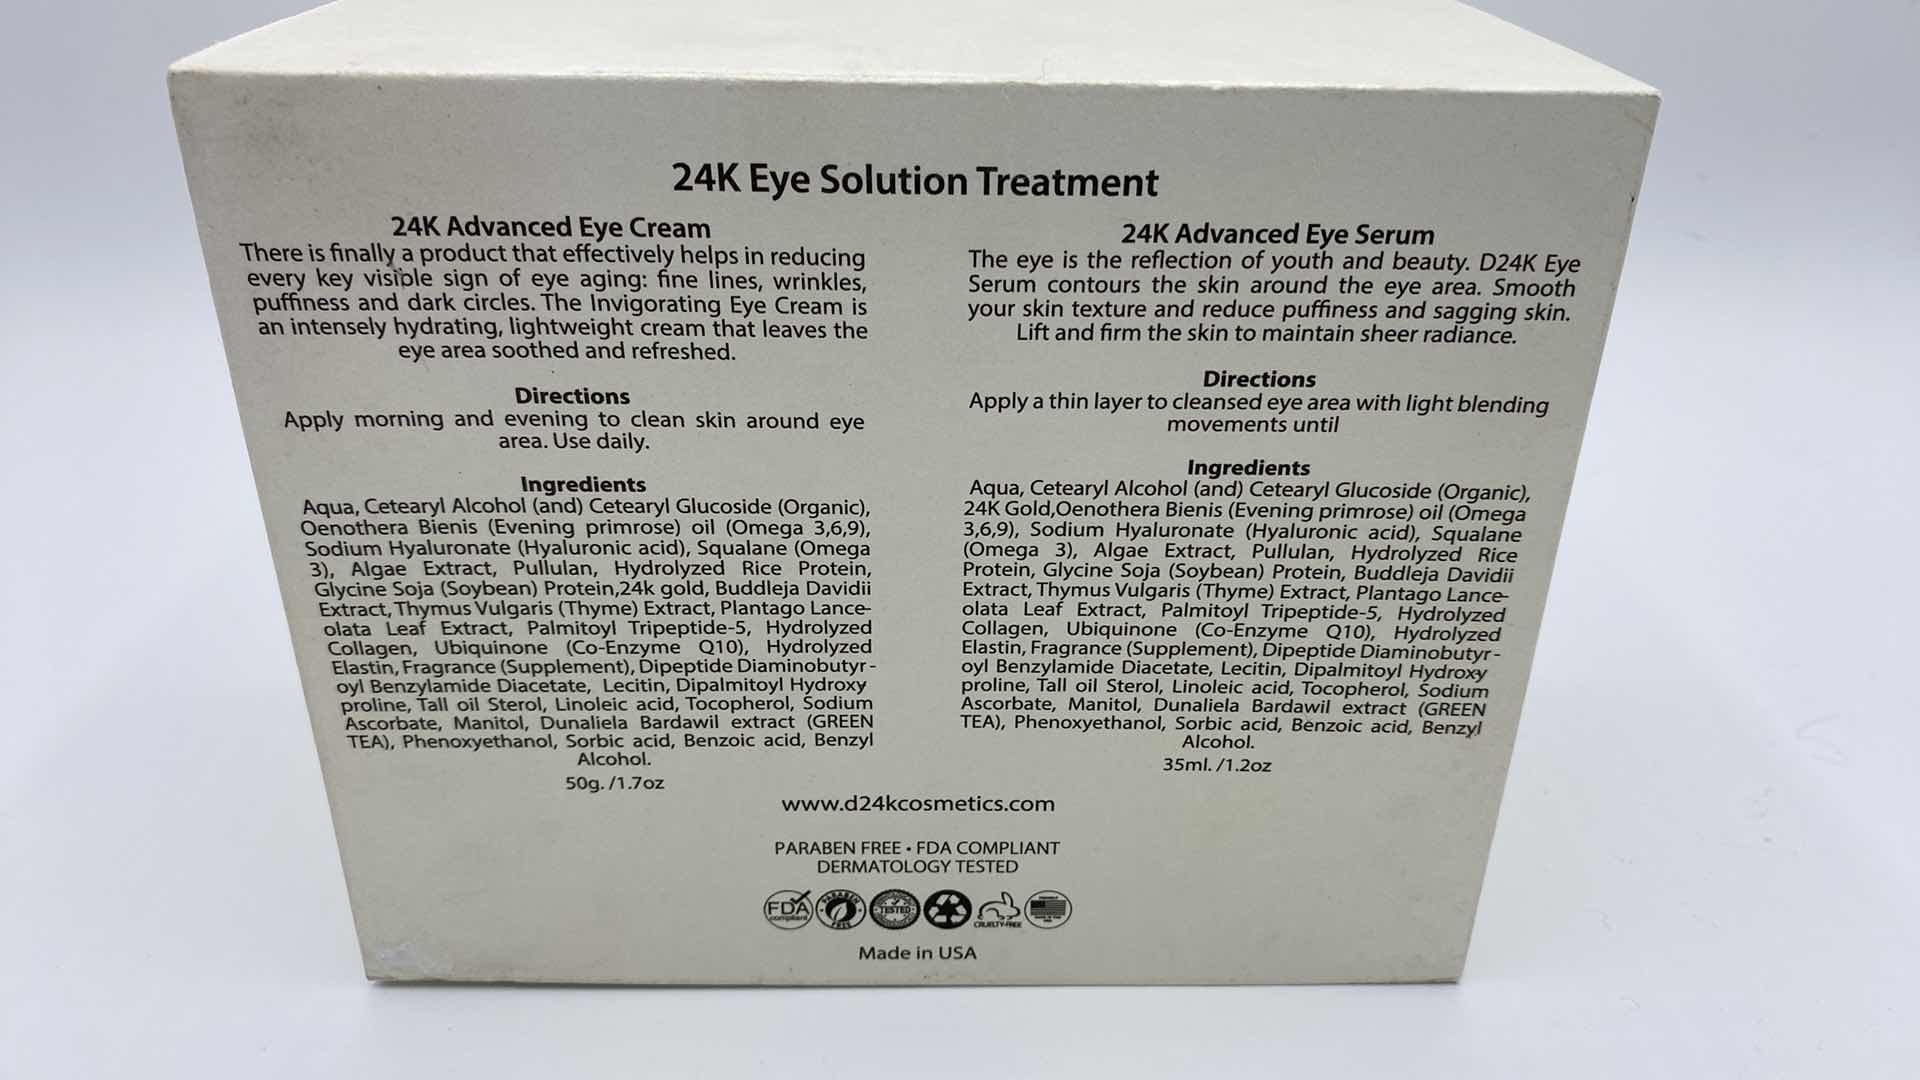 24K Eye Solution Treatment
24K Advanced Eye Cream
There is finally a product that effectively helps in reducing
every key visible sign of eye aging: fine lines, wrinkles,
puffiness and dark circles. The Invigorating Eye Cream is
an intensely hydrating, lightweight cream that leaves the
eye area soothed and refreshed.
Directions
Apply morning and evening to clean skin around eye
area. Use daily.
Ingredients
Aqua, Cetearyl Alcohol (and) Cetearyl Glucoside (Organic),
Oenothera Bienis (Evening primrose) oil (Omega 3,6,9),
Sodium Hyaluronate (Hyaluronic acid), Squalane (Omega
3), Algae Extract, Pullulan, Hydrolyzed Rice Protein,
Glycine Soja (Soybean) Protein,24k gold, Buddleja Davidii
Extract, Thymus Vulgaris (Thyme) Extract, Plantago Lance-
olata Leaf Extract, Palmitoyl Tripeptide-5, Hydrolyzed
Collagen, Ubiquinone (Co-Enzyme Q10), Hydrolyzed
Elastin, Fragrance (Supplement), Dipeptide Diaminobutyr-
oyl Benzylamide Diacetate, Lecitin, Dipalmitoyl Hydroxy
proline, Tall oil Sterol, Linoleic acid, Tocopherol, Sodium
Ascorbate, Manitol, Dunaliela Bardawil extract (GREEN
TEA), Phenoxyethanol, Sorbic acid, Benzoic acid, Benzyl
Alcohol.
50g. /1.7oz
24K Advanced Eye Serum
The eye is the reflection of youth and beauty. D24K Eye
Serum contours the skin around the eye area. Smooth
your skin texture and reduce puffiness and sagging skin.
Lift and firm the skin to maintain sheer radiance.
Directions
Apply a thin layer to cleansed eye area with light blending
movements until
Ingredients
Aqua, Cetearyl Alcohol (and) Cetearyl Glucoside (Organic),
24K Gold,Oenothera Bienis (Evening primrose) oil (Omega
3,6,9), Sodium Hyaluronate (Hyaluronic acid), Squalane
(Omega 3), Algae Extract, Pullulan, Hydrolyzed Rice
Protein, Glycine Soja (Soybean) Protein, Buddleja Davidii
Extract, Thymus Vulgaris (Thyme) Extract, Plantago Lance-
olata Leaf Extract, Palmitoyl Tripeptide-5, Hydrolyzed
Collagen, Ubiquinone (Co-Enzyme Q10), Hydrolyzed
Elastin, Fragrance (Supplement), Dipeptide Diaminobutyr-
oyl Benzylamide Diacetate, Lecitin, Dipalmitoyl Hydroxy
proline, Tall oil Sterol, Linoleic acid, Tocopherol, Sodium
Ascorbate, Manitol, Dunaliela Bardawil extract (GREEN
TEA), Phenoxyethanol, Sorbic acid, Benzoic acid, Benzyl
Alcohol.
35ml. /1.2oz
www.d24kcosmetics.com
PARABEN FREE • FDA COMPLIANT
DERMATOLOGY TESTED
FDA
compliant
PARABEN
FREE
TESTED
CRUELTY-FREE
Made in USA